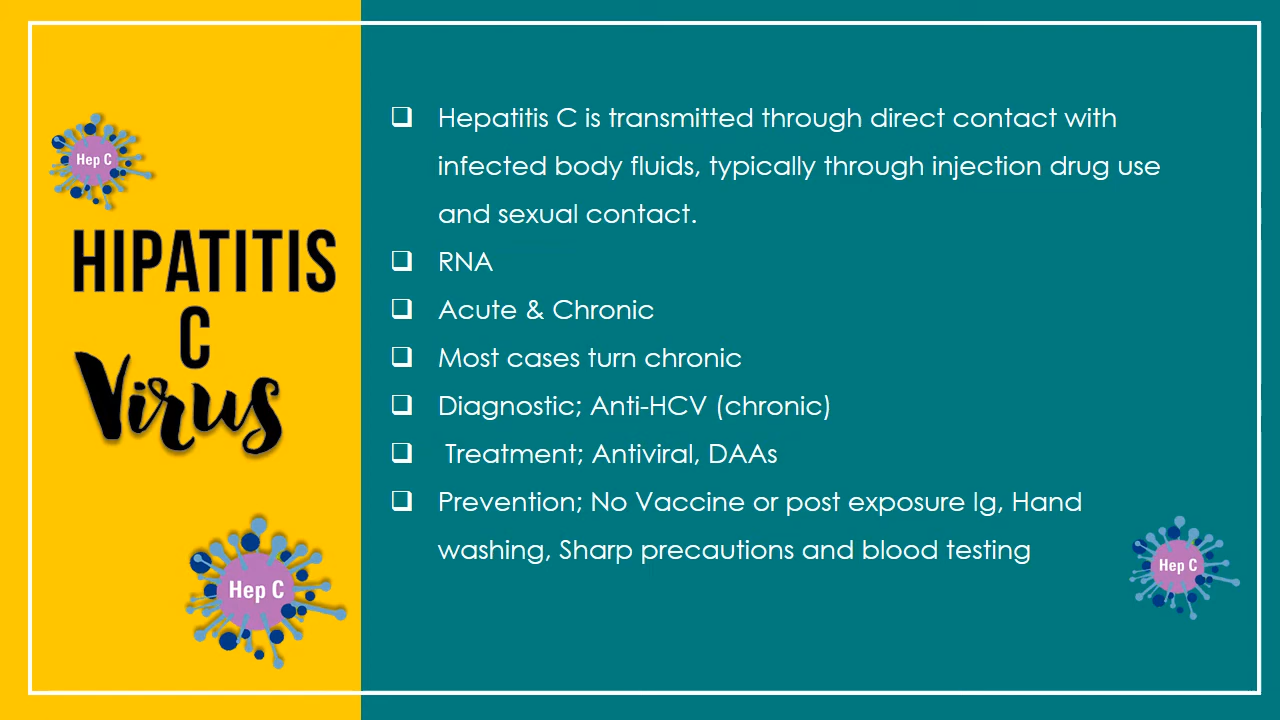 Hep C
HIPATITIS
C
Virus
Hep C
Hepatitis C is transmitted through direct contact with
infected body fluids, typically through injection drug use
and sexual contact.
RNA
Acute & Chronic
Most cases turn chronic
Diagnostic; Anti-HCV (chronic)
Treatment; Antiviral, DAAs
Prevention; No Vaccine or post exposure Ig, Hand
washing, Sharp precautions and blood testing
Hep C